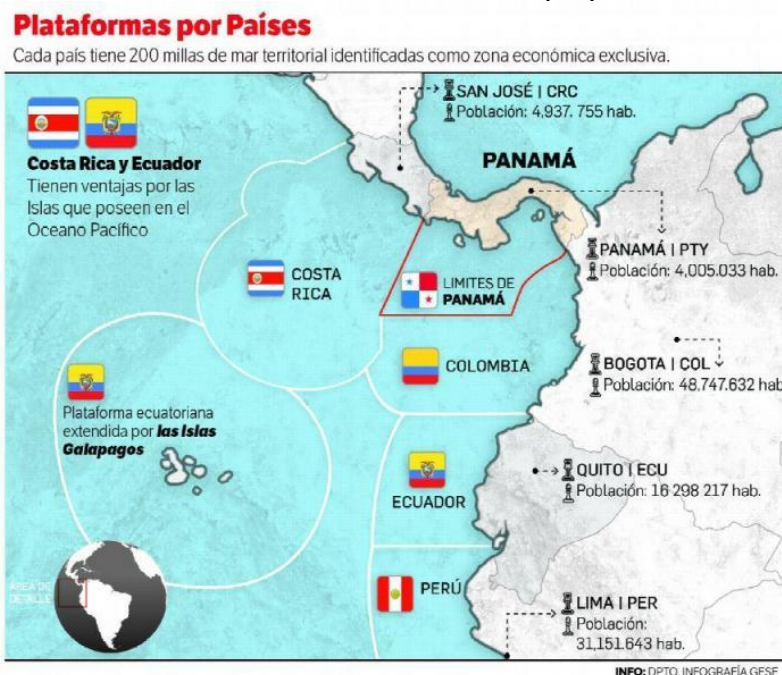 Plataformas por Países
Cada país tiene 200 millas de mar territorial identificadas como zona económica exclusiva.
Costa Rica y Ecuador
Tienen ventajas por las
Islas que poseen en el
Oceano Pacífico
SAN JOSÉ | CRC
Población: 4,937. 755 hab.
PANAMÁ
PANAMÁ | PTY
Población: 4,005.033 hab.
COSTA
RICA
LIMITES DE
PANAMÁ
COLOMBIA
BOGOTA | COL
Población: 48.747.632 hab
Plataforma ecuatoriana
extendida por las Islas
Galapagos
ECUADOR
QUITO | ECU
Población: 16 298 217 hab.
PERÚ
LIMA | PER
Población:
31,151.643 hab.
ÁREA DE
DETALLE
INFO: DPTO. INFOGRAFÍA GESE